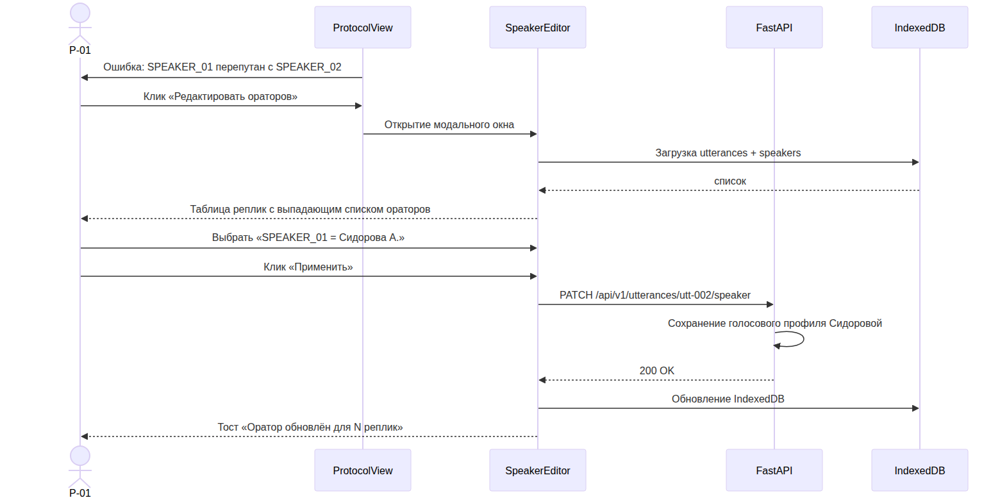 P-01
ProtocolView
SpeakerEditor
FastAPI
IndexedDB
Ошибка: SPEAKER_01 перепутан с SPEAKER_02
Клик «Редактировать ораторов»
Открытие модального окна
Загрузка utterances + speakers
список
Таблица реплик с выпадающим списком ораторов
Выбрать «SPEAKER_01 = Сидорова А.»
Клик «Применить»
PATCH /api/v1/utterances/utt-002/speaker
Сохранение голосового профиля Сидоровой
200 OK
Обновление IndexedDB
Тост «Оратор обновлён для N реплик»
P-01
ProtocolView
SpeakerEditor
FastAPI
IndexedDB